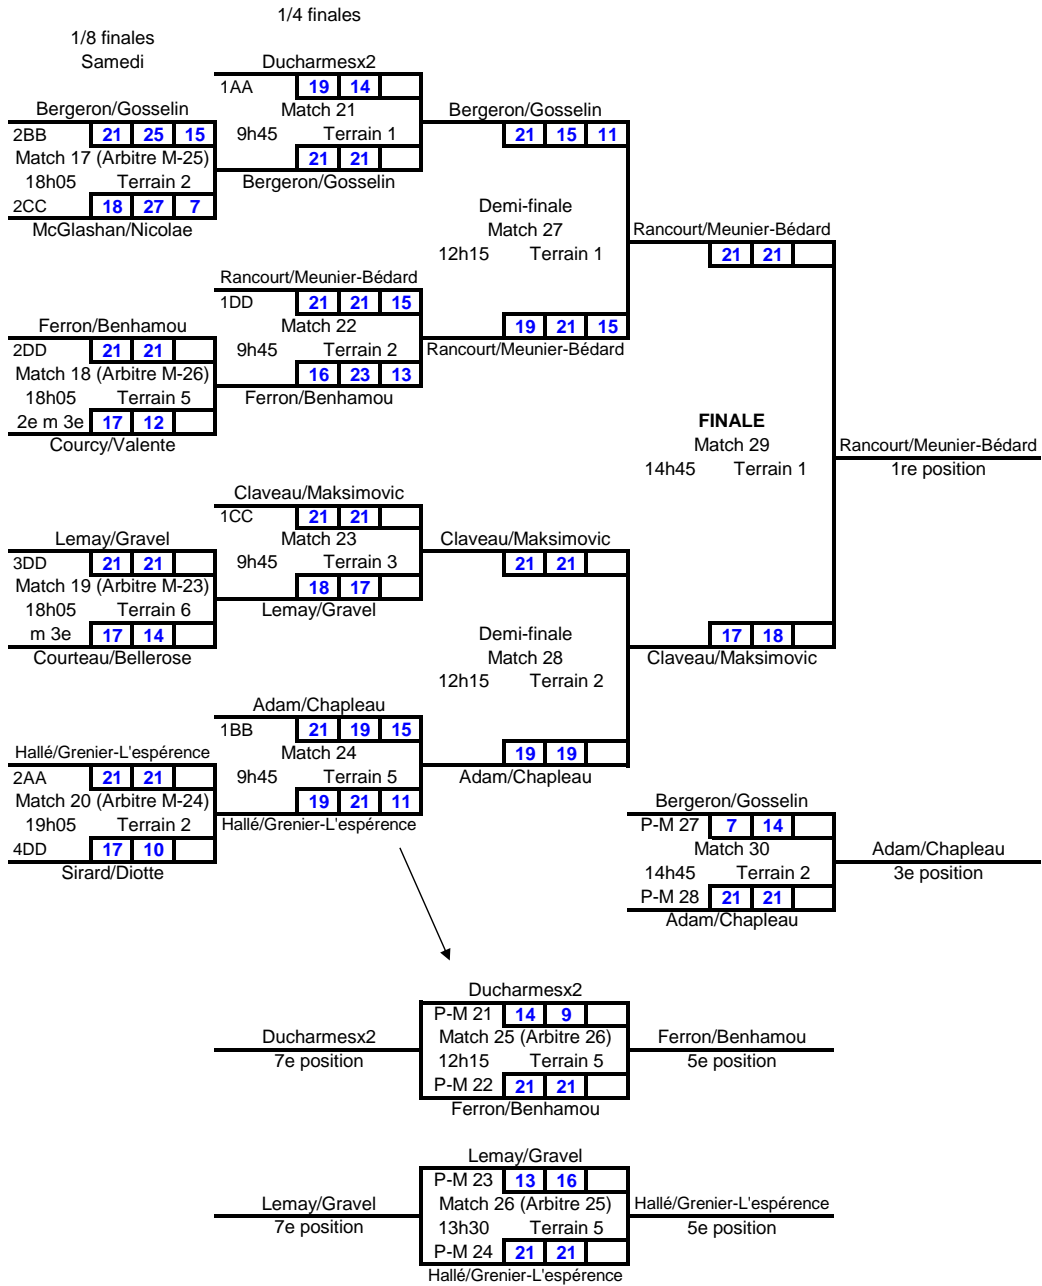 1/4 finales
1/8 finales
Samedi
Ducharmesx2
1AA 19 14
Match 21
9h45 Terrain 1
21 21
Bergeron/Gosselin
Bergeron/Gosselin
2BB 21 25 15
Match 17 (Arbitre M-25)
18h05 Terrain 2
2CC 18 27 7
McGlashan/Nicolae
Bergeron/Gosselin
21 15 11
Demi-finale
Match 27
12h15 Terrain 1
19 21 15
Rancourt/Meunier-Bédard
Rancourt/Meunier-Bédard
1DD 21 21 15
Match 22
9h45 Terrain 2
16 23 13
Ferron/Benhamou
Ferron/Benhamou
2DD 21 21
Match 18 (Arbitre M-26)
18h05 Terrain 5
2e m 3e 17 12
Courcy/Valente
Rancourt/Meunier-Bédard
21 21
FINALE
Match 29
14h45 Terrain 1
17 18
Claveau/Maksimovic
Rancourt/Meunier-Bédard
1re position
Claveau/Maksimovic
1CC 21 21
Match 23
9h45 Terrain 3
18 17
Lemay/Gravel
Lemay/Gravel
3DD 21 21
Match 19 (Arbitre M-23)
18h05 Terrain 6
m 3e 17 14
Courteau/Bellerose
Claveau/Maksimovic
21 21
Demi-finale
Match 28
12h15 Terrain 2
19 19
Adam/Chapleau
Adam/Chapleau
1BB 21 19 15
Match 24
9h45 Terrain 5
19 21 11
Hallé/Grenier-L'espérence
Hallé/Grenier-L'espérence
2AA 21 21
Match 20 (Arbitre M-24)
19h05 Terrain 2
4DD 17 10
Sirard/Diotte
Bergeron/Gosselin
P-M 27 7 14
Match 30
14h45 Terrain 2
P-M 28 21 21
Adam/Chapleau
Adam/Chapleau
3e position
Ducharmesx2
P-M 21 14 9
Match 25 (Arbitre 26)
12h15 Terrain 5
P-M 22 21 21
Ferron/Benhamou
Ducharmesx2
7e position
Ferron/Benhamou
5e position
Lemay/Gravel
P-M 23 13 16
Match 26 (Arbitre 25)
13h30 Terrain 5
P-M 24 21 21
Hallé/Grenier-L'espérence
Lemay/Gravel
7e position
Hallé/Grenier-L'espérence
5e position